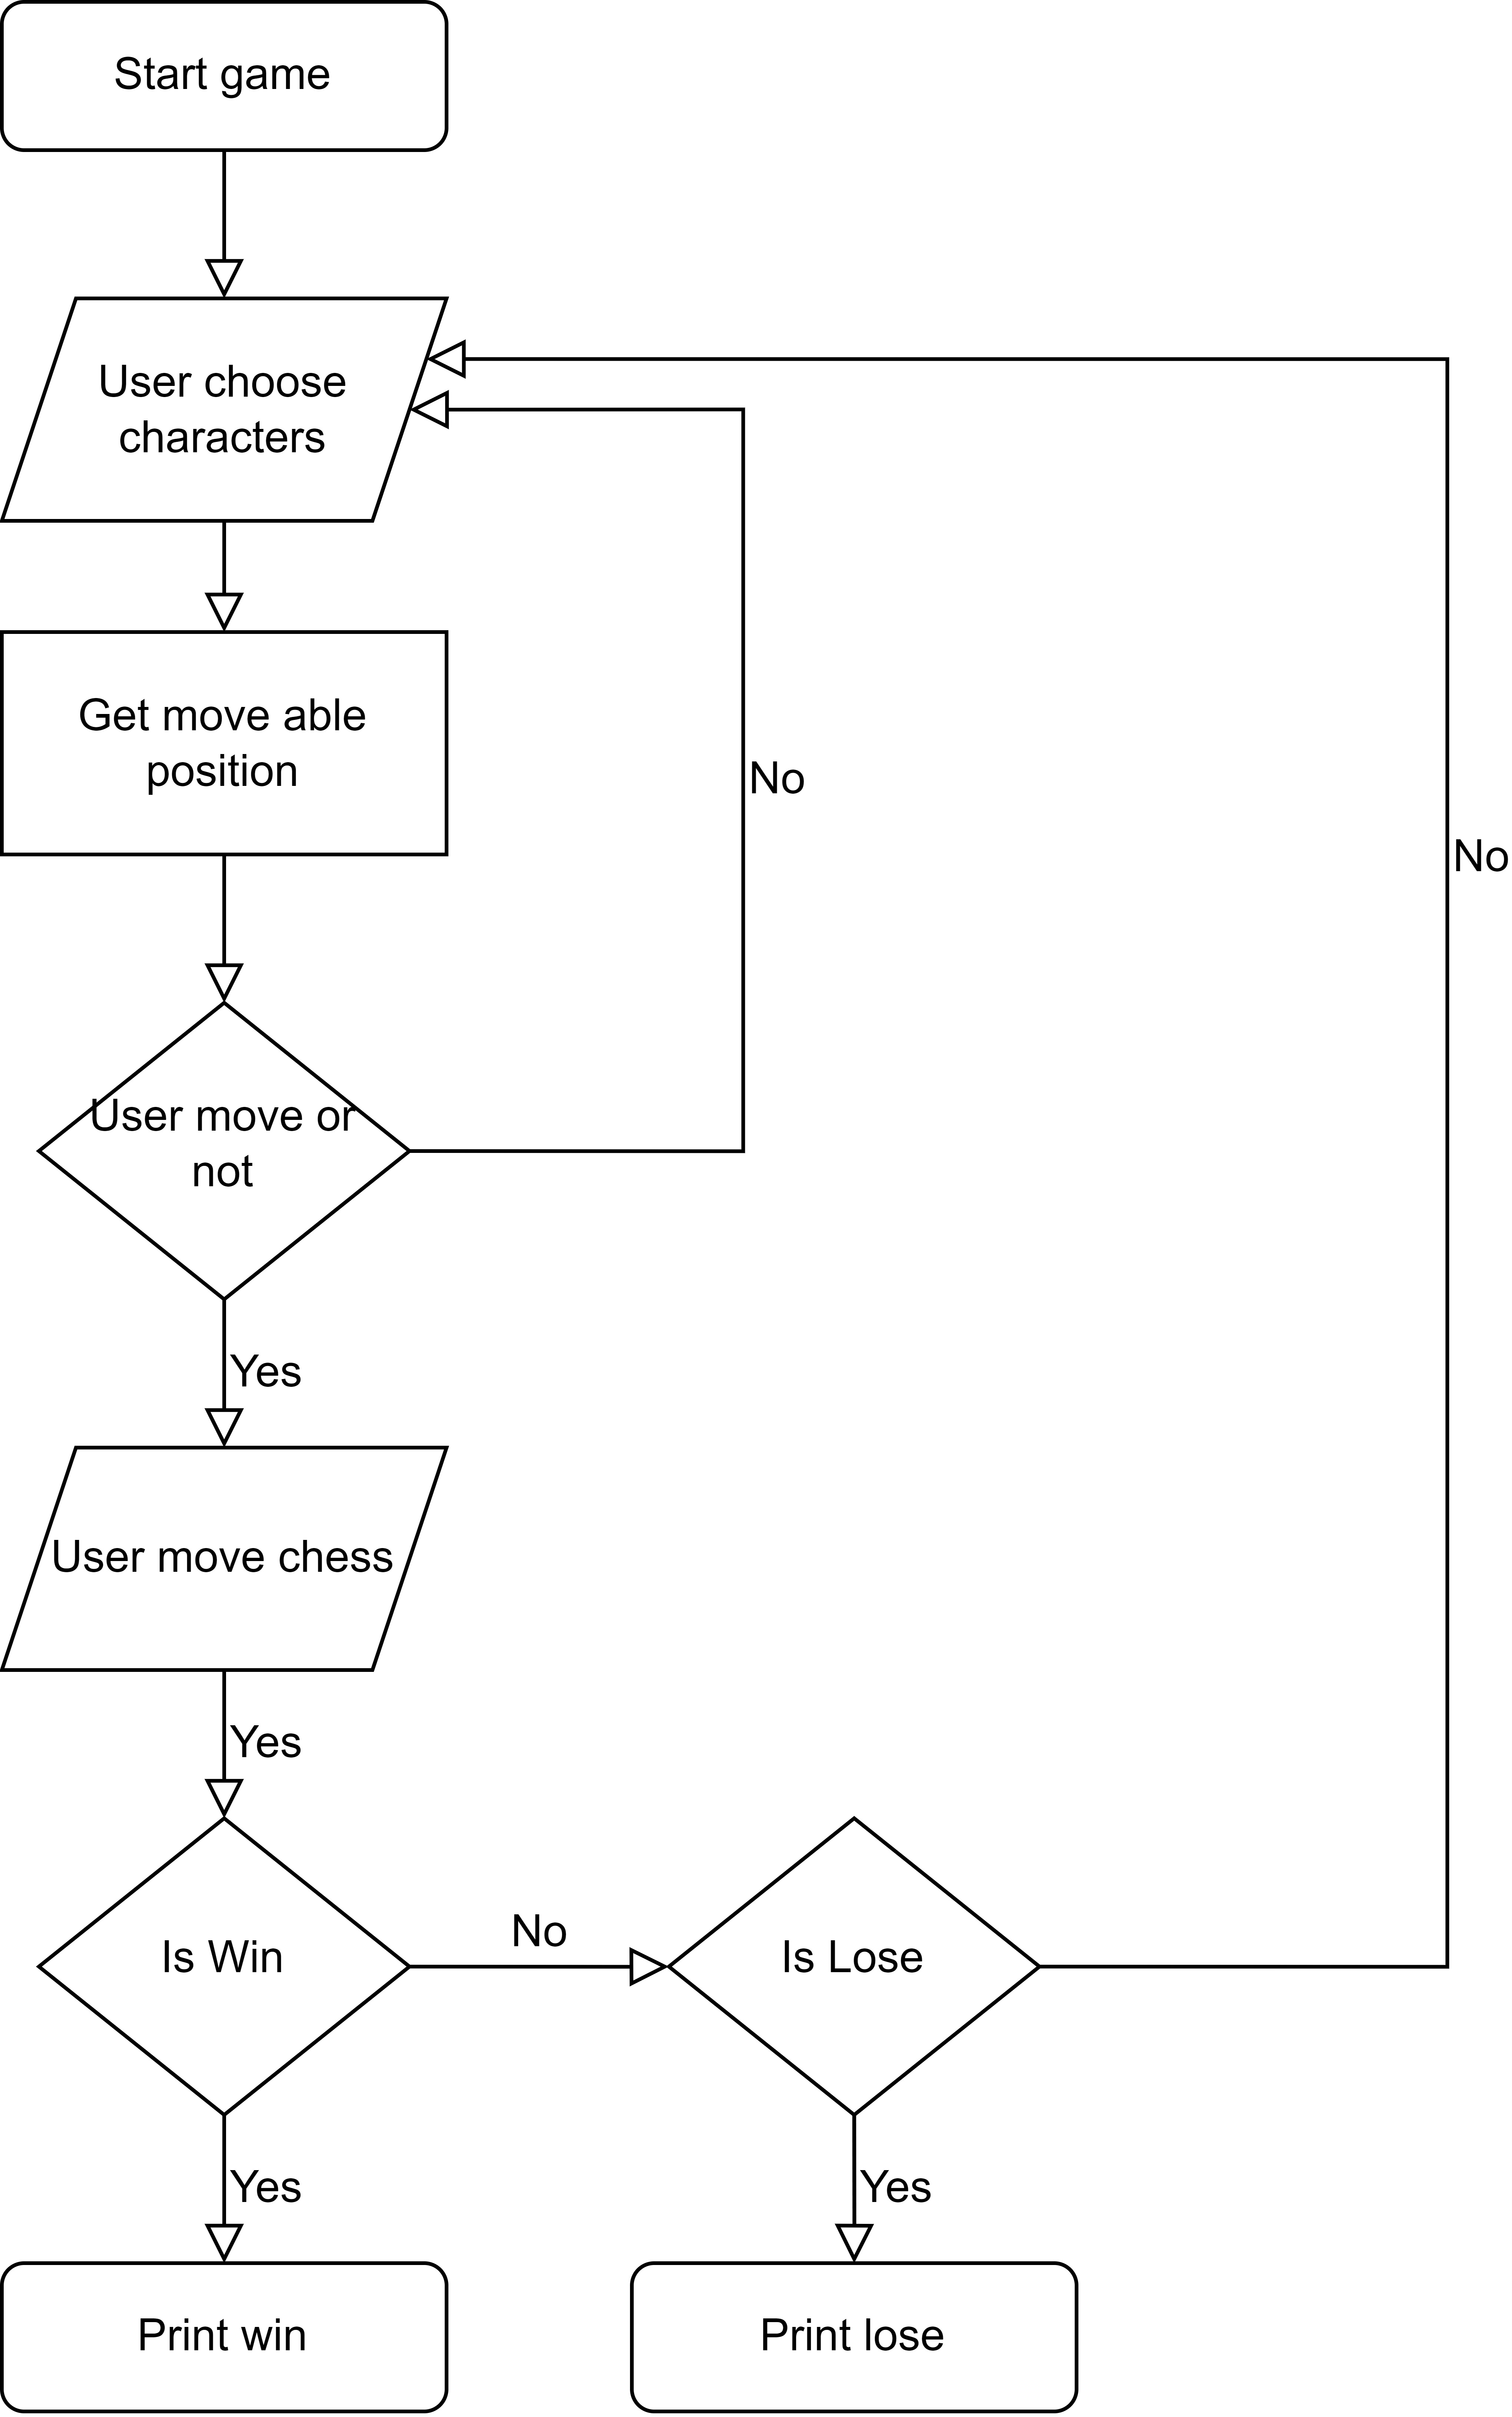 Start game
User choose
characters
Get move able
position
No
No
User move or
not
Yes
User move chess
Yes
Is Win
No
Is Lose
Yes
Yes
Print win
Print lose